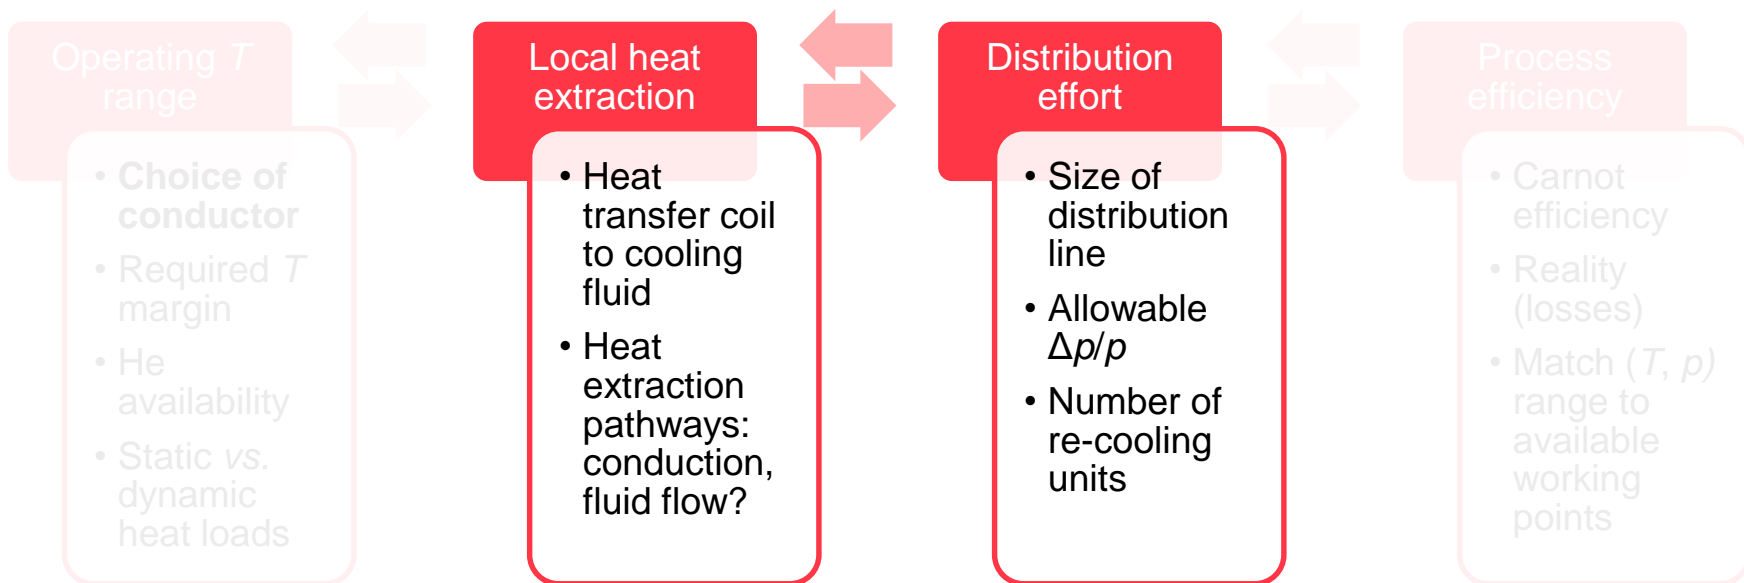 Operating T
range
• Choice of
conductor
• Required T
margin
• He
availability
• Static vs.
dynamic
heat loads
Local heat
extraction
• Heat
transfer coil
to cooling
fluid
• Heat
extraction
pathways:
conduction,
fluid flow?
Distribution
effort
• Size of
distribution
line
• Allowable
Δp/p
• Number of
re-cooling
units
Process
efficiency
• Carnot
efficiency
• Reality
(losses)
• Match (T, p)
range to
available
working
points